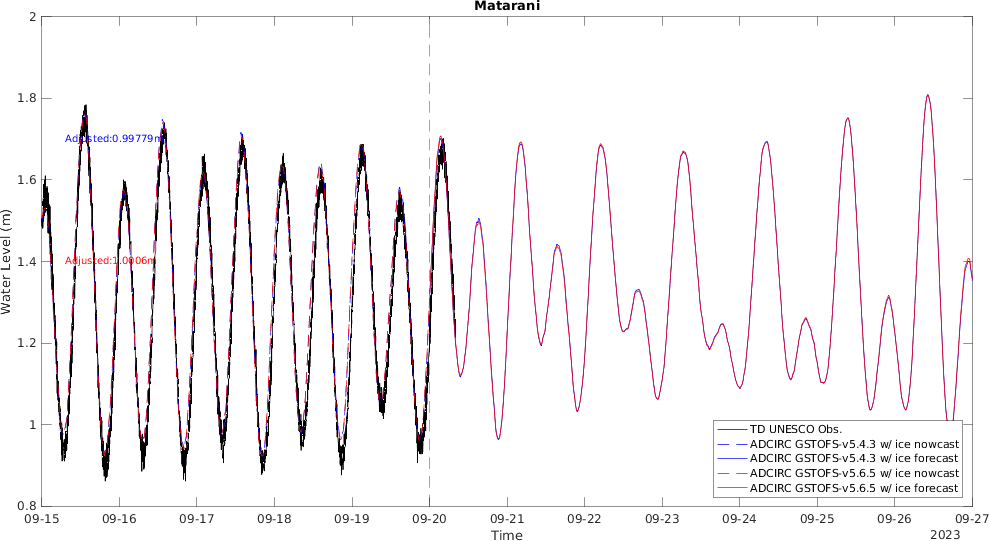 Matarani
2
1.8
1.6
1.4
1.2
1
0.8
Water Level (m)
Adjusted:0.99779m
Adjusted:1.0006m
TD UNESCO Obs.
ADCIRC GSTOFS-v5.4.3 w/ ice nowcast
ADCIRC GSTOFS-v5.4.3 w/ ice forecast
ADCIRC GSTOFS-v5.6.5 w/ ice nowcast
ADCIRC GSTOFS-v5.6.5 w/ ice forecast
09-15 09-16 09-17 09-18 09-19 09-20 09-21 09-22 09-23 09-24 09-25 09-26 09-27
Time
2023